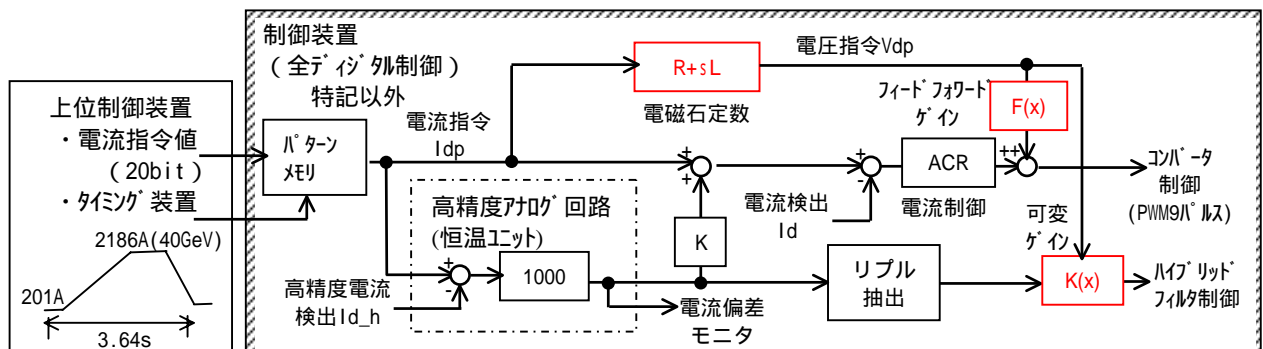 上位制御装置
・電流指令値
(20bit)
・ﾀｲﾐﾝｸﾞ装置
2186A(40GeV)
201A
3.64s
制御装置
(全ﾃﾞｨｼﾞﾀﾙ制御)
特記以外
ﾊﾟﾀｰﾝ
ﾒﾓﾘ
電流指令
Idp
R+sL
電磁石定数
電圧指令Vdp
ﾌｨｰﾄﾞﾌｫﾜｰﾄﾞ
ｹﾞｲﾝ
F(x)
+
+
+
-
ACR
電流制御
++
ｺﾝﾊﾞｰﾀ
制御
(PWM9ﾊﾟﾙｽ)
電流検出
Id
K
高精度ｱﾅﾛｸﾞ回路
(恒温ﾕﾆｯﾄ)
+
-
1000
高精度電流
検出Id_h
電流偏差
モニタ
リプル
抽出
可変
ｹﾞｲﾝ
K(x)
ﾊｲﾌﾞﾘｯﾄﾞ
ﾌｨﾙﾀ制御